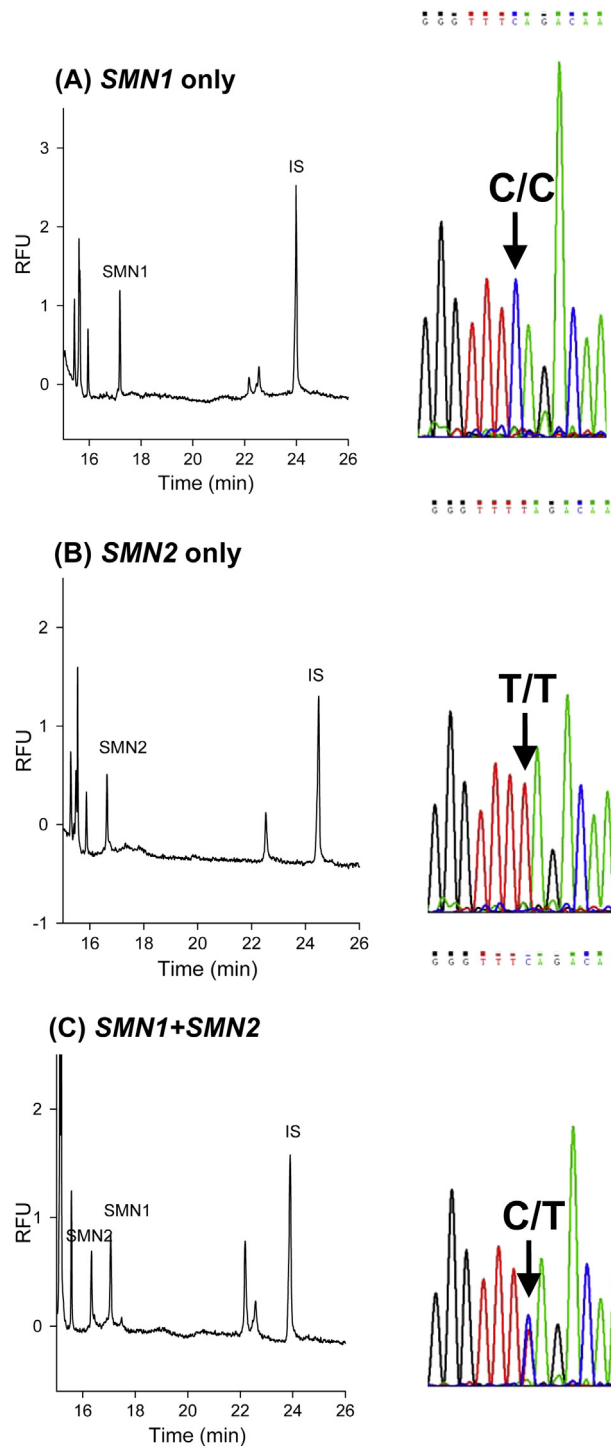 G G G T T T C A G A C A A
(A) SMN1 only
3
2
1
0
RFU
SMN1
IS
16 18 20 22 24 26
Time (min)
C/C
G G G T T T T A G A C A A
(B) SMN2 only
2
1
0
-1
RFU
SMN2
IS
16 18 20 22 24 26
Time (min)
T/T
G G G T T T C A G A C A
(C) SMN1+SMN2
2
1
0
RFU
SMN2
SMN1
IS
16 18 20 22 24 26
Time (min)
C/T